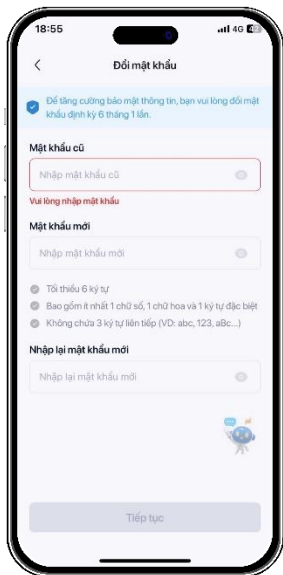 18:55
4G
Đổi mật khẩu
Để tăng cường bảo mật thông tin, bạn vui lòng đổi mật
khẩu định kỳ 6 tháng 1 lần.
Mật khẩu cũ
Nhập mật khẩu cũ
Vui lòng nhập mật khẩu
Mật khẩu mới
Nhập mật khẩu mới
Tối thiểu 6 ký tự
Bao gồm ít nhất 1 chữ số, 1 chữ hoa và 1 ký tự đặc biệt
Không chứa 3 ký tự liên tiếp (VD: abc, 123, aBc...)
Nhập lại mật khẩu mới
Nhập lại mật khẩu mới
Tiếp tục